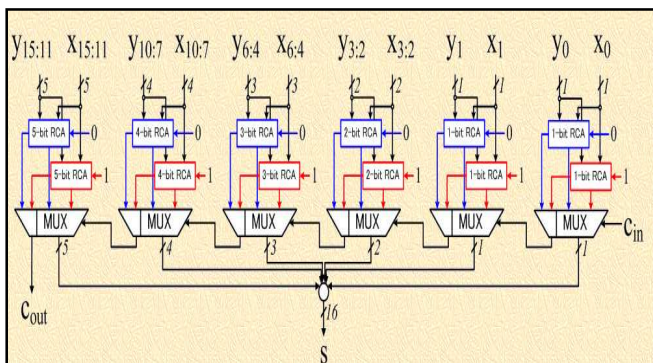 y15:11 x15:11 y10:7 x10:7 y6:4 x6:4 y3:2 x3:2 y1 x1 y0 x0
5 5 4 4 3 3 2 2 1 1 1 1
5-bit RCA 0 4-bit RCA 0 3-bit RCA 0 2-bit RCA 0 1-bit RCA 0 1-bit RCA 0
5-bit RCA 1 4-bit RCA 1 3-bit RCA 1 2-bit RCA 1 1-bit RCA 1 1-bit RCA 1
MUX MUX MUX MUX MUX MUX cin
5 4 3 2 1 1
cout
16
s